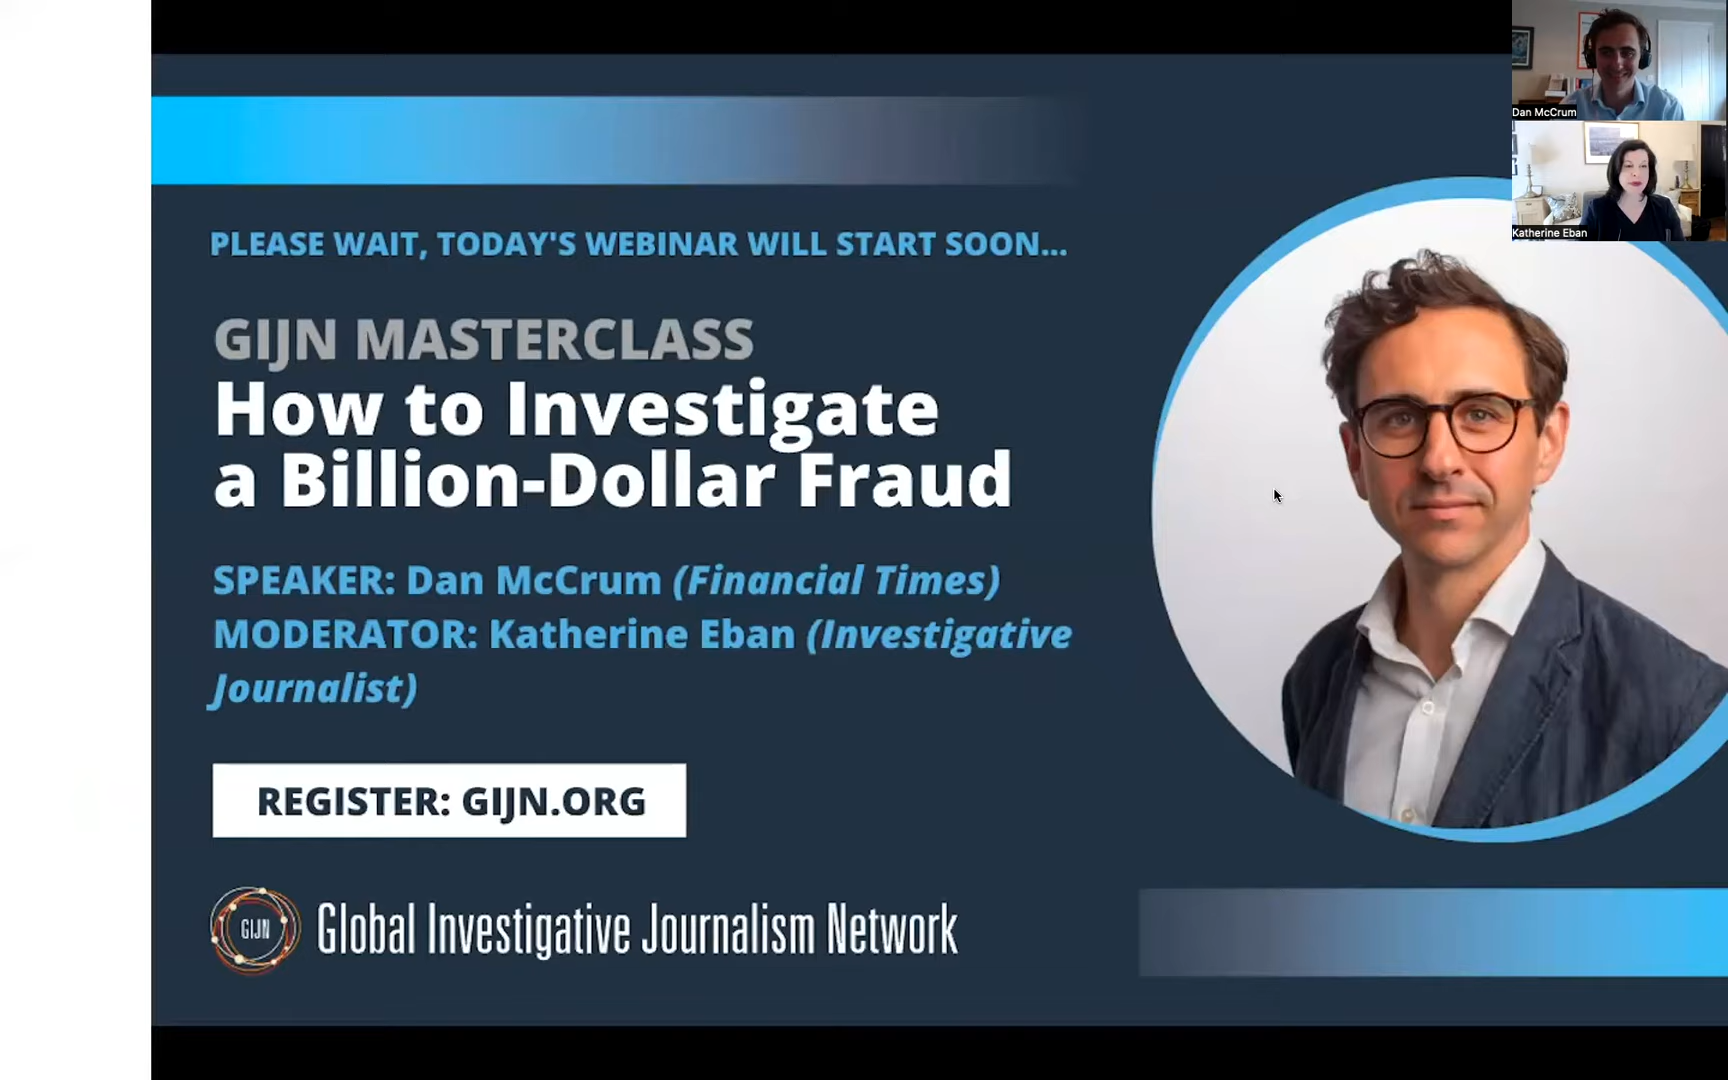 Dan McCrum
Katherine Eban
PLEASE WAIT, TODAY'S WEBINAR WILL START SOON...
GIJN MASTERCLASS
How to Investigate
a Billion-Dollar Fraud
SPEAKER: Dan McCrum (Financial Times)
MODERATOR: Katherine Eban (Investigative
Journalist)
REGISTER: GIJN.ORG
GIJN
Global Investigative Journalism Network